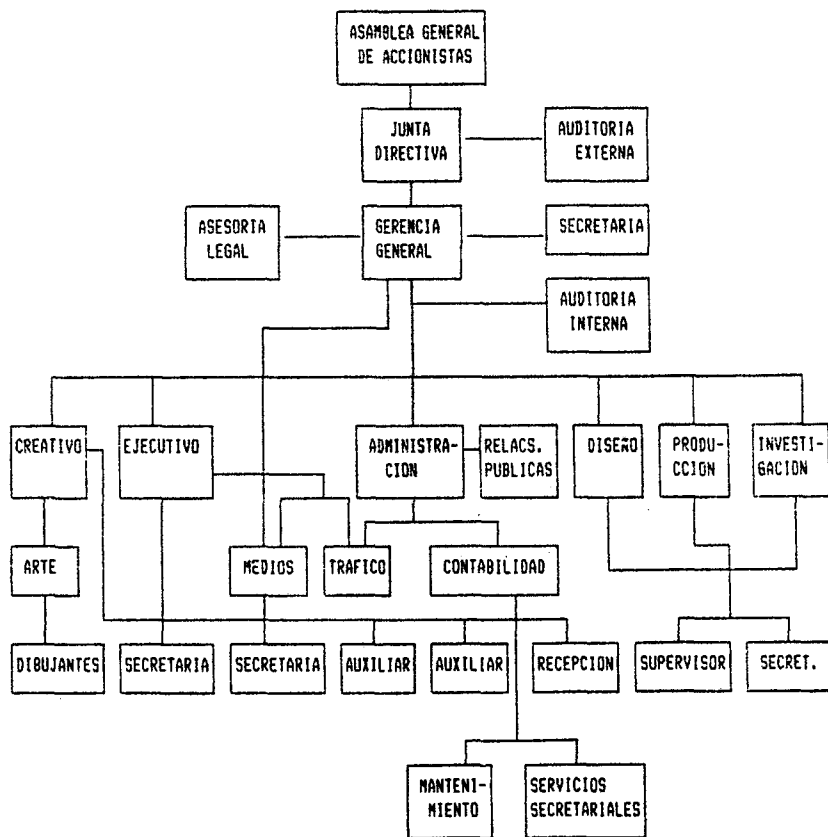 ASAMBLEA GENERAL
DE ACCIONISTAS
JUNTA
DIRECTIVA
AUDITORIA
EXTERNA
ASESORIA
LEGAL
GERENCIA
GENERAL
SECRETARIA
AUDITORIA
INTERNA
CREATIVO
EJECUTIVO
ADMINISTRA-
CION
RELACS.
PUBLICAS
DISEÑO
PRODU-
CCION
INVESTI-
GACION
ARTE
MEDIOS
TRAFICO
CONTABILIDAD
DIBUJANTES
SECRETARIA
SECRETARIA
AUXILIAR
AUXILIAR
RECEPCION
SUPERVISOR
SECRET.
MANTENI-
MIENTO
SERVICIOS
SECRETARIALES